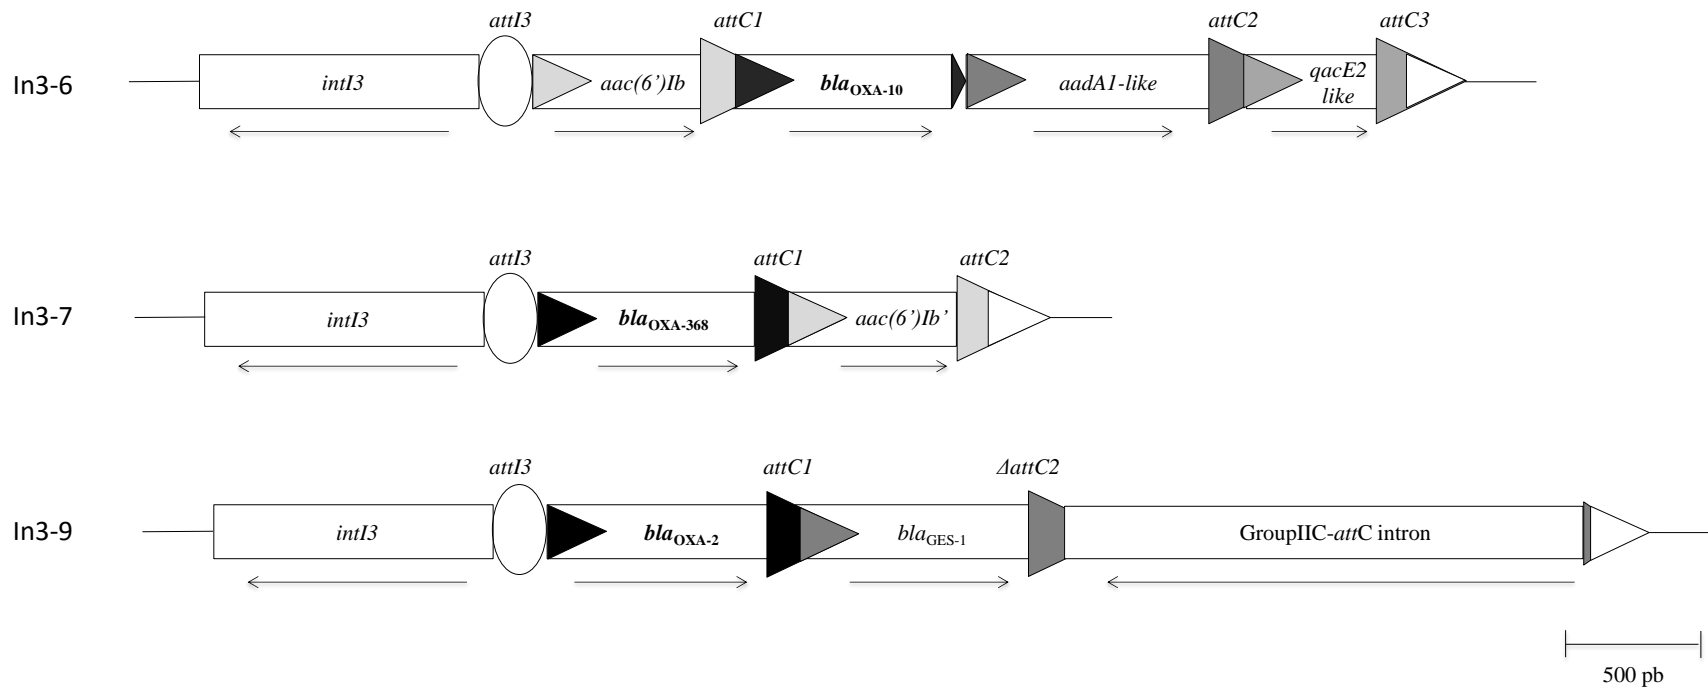 attI3 attC1 attC2 attC3
In3-6 intI3 aac(6’)Ib blaOXA-10 aadA1-like qacE2 like
attI3 attC1 attC2
In3-7 intI3 blaOXA-368 aac(6’)Ib’
attI3 attC1 ΔattC2
In3-9 intI3 blaOXA-2 blaGES-1 GroupIIC-attC intron
500 pb